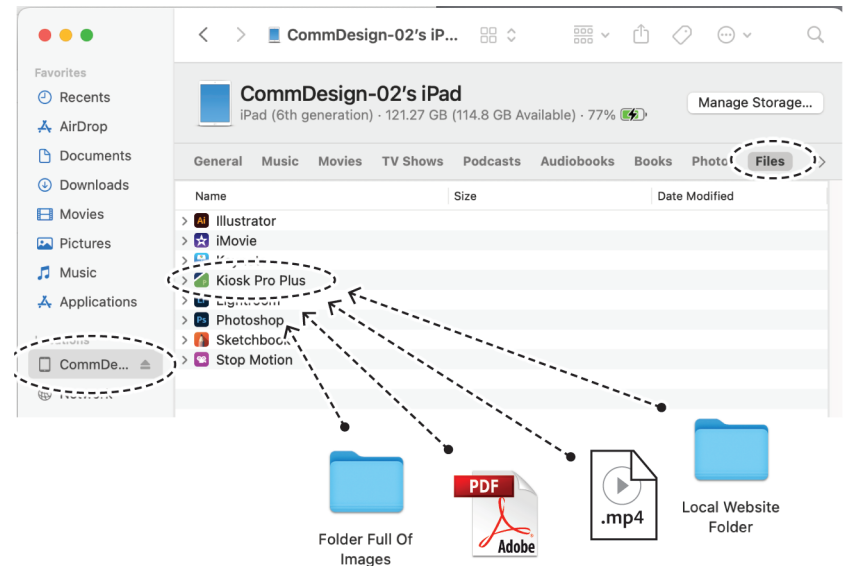 CommDesign-02's iP...
Favorites
Recents
AirDrop
Documents
Downloads
Movies
Pictures
Music
Applications
CommDe...
CommDesign-02's iPad
iPad (6th generation) · 121.27 GB (114.8 GB Available) · 77%
Manage Storage...
General Music Movies TV Shows Podcasts Audiobooks Books Photo Files
Name Size Date Modified
Ai Illustrator
iMovie
Kiosk Pro Plus
Lightroom
Ps Photoshop
Sketchbook
Stop Motion
Folder Full Of
Images
PDF
Adobe
.mp4
Local Website
Folder